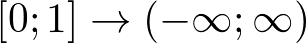 [0; 1] → (−∞; ∞)